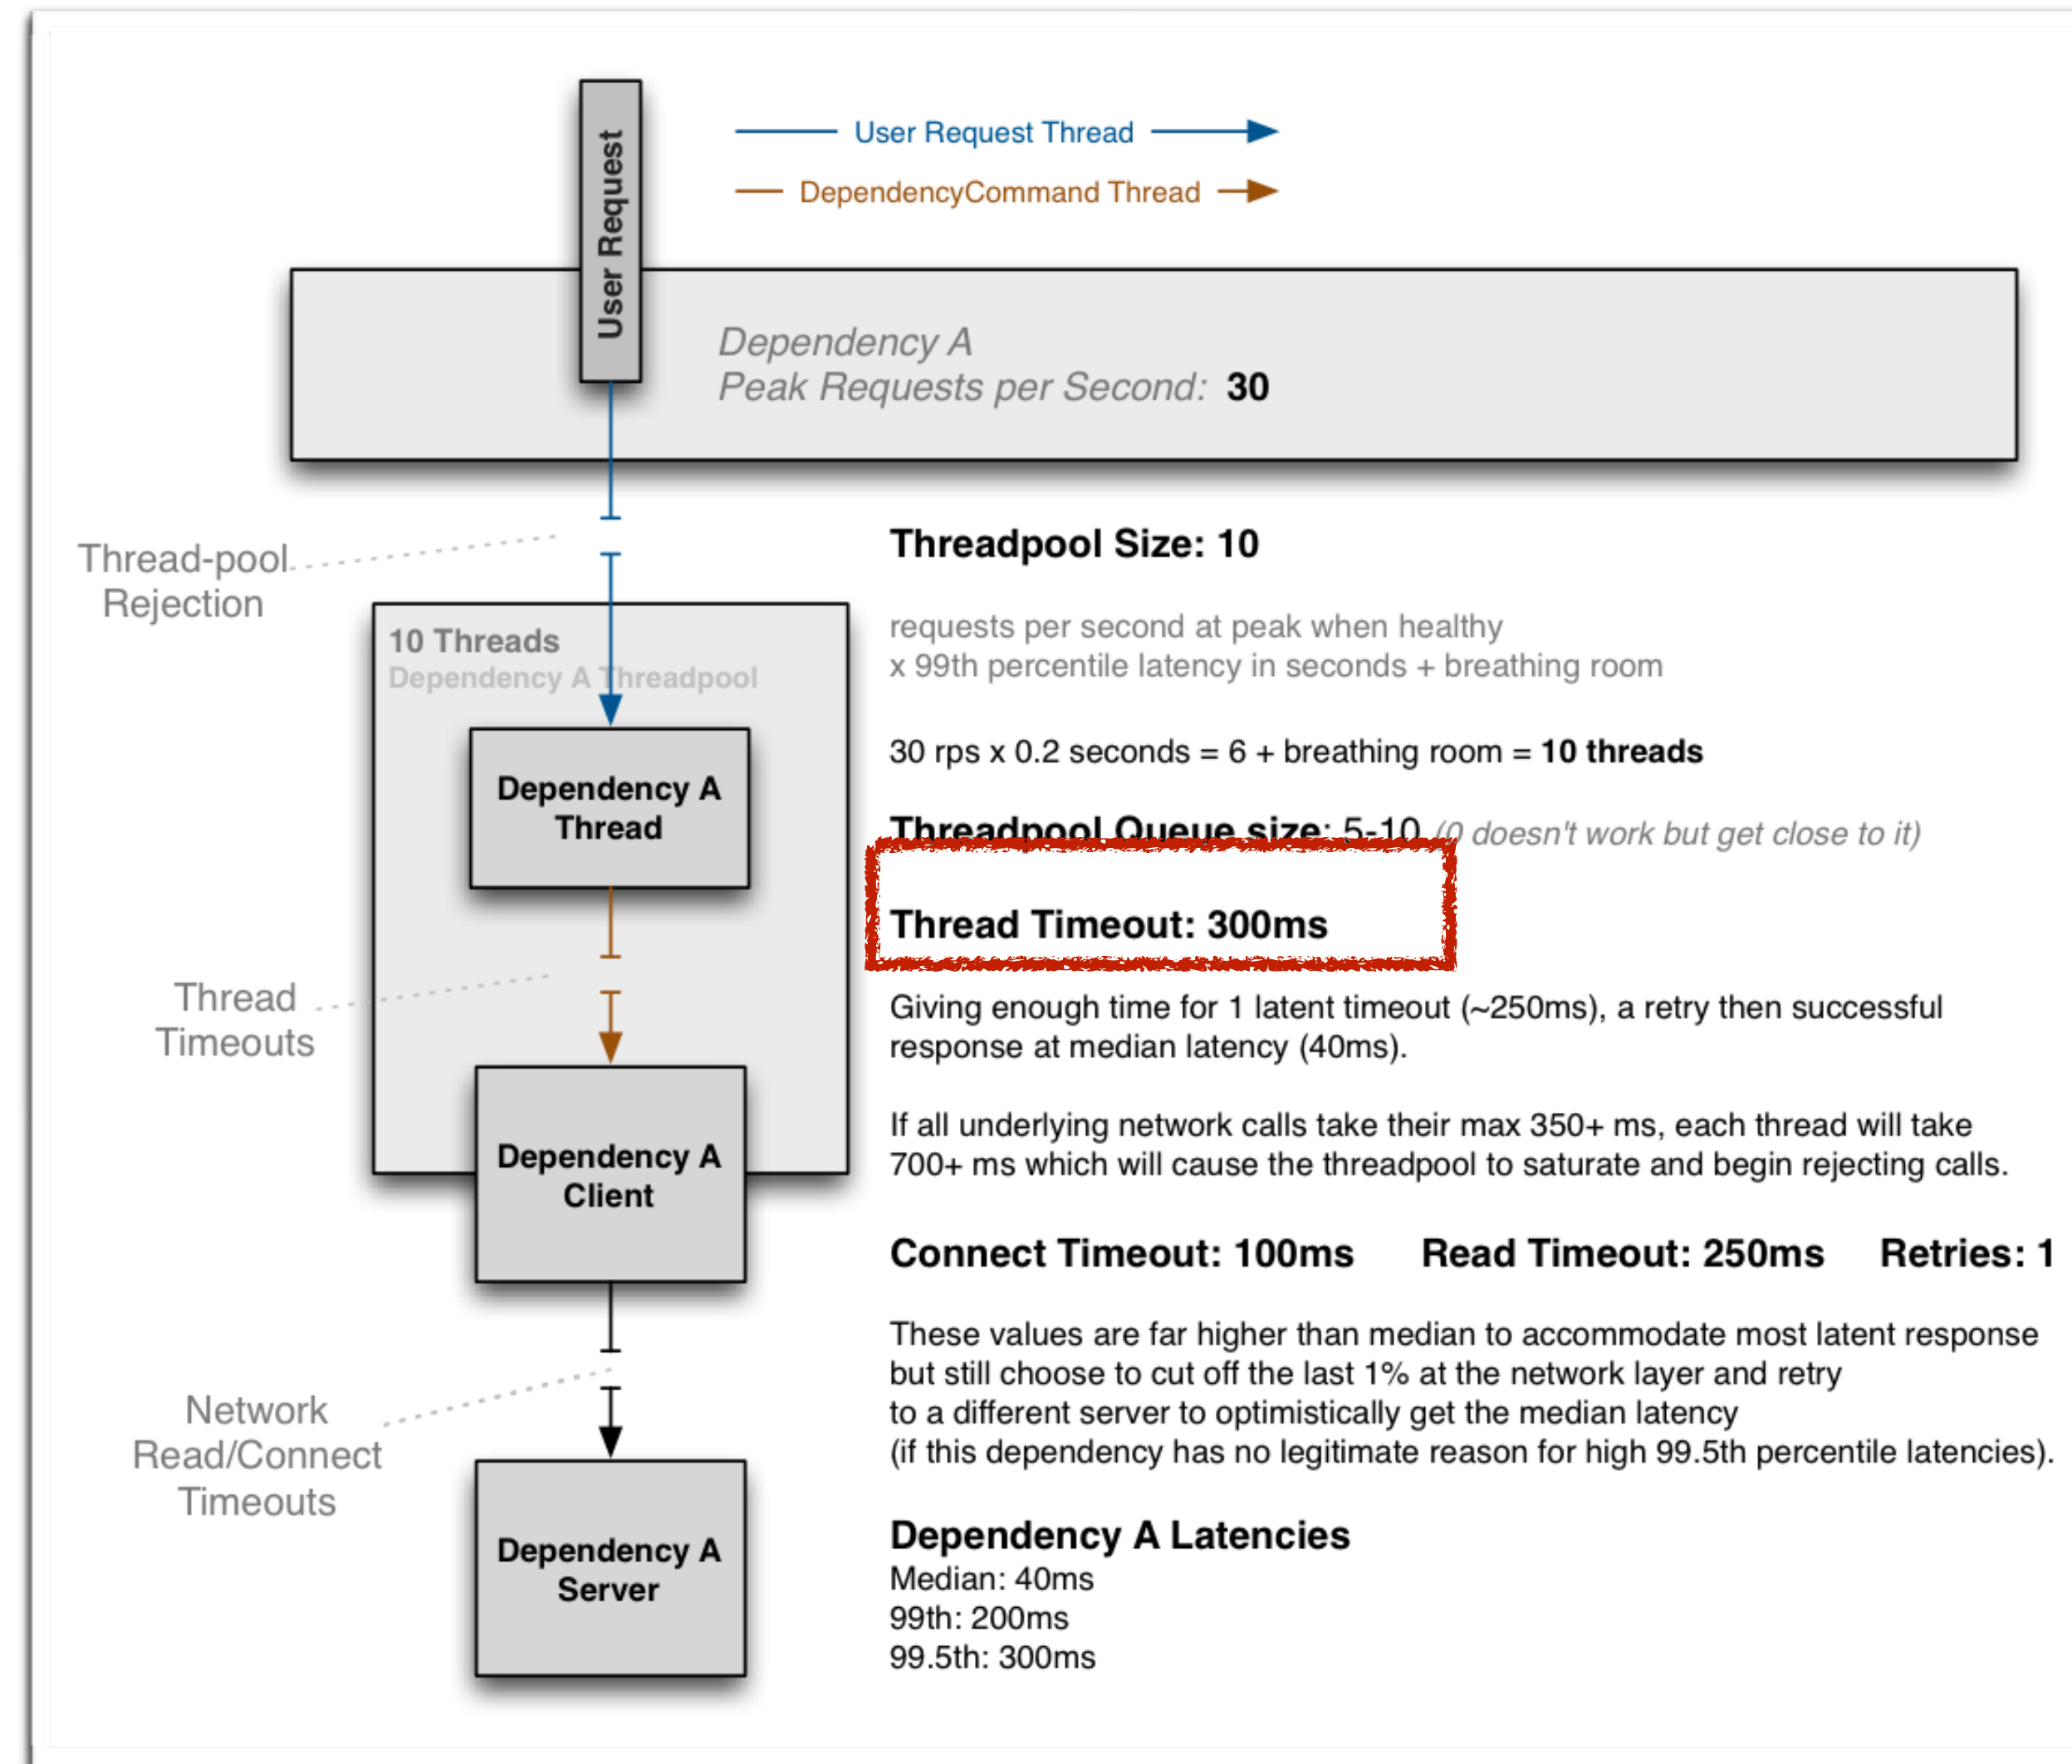 User Request
User Request Thread
DependencyCommand Thread
Dependency A
Peak Requests per Second: 30
Thread-pool
Rejection
Threadpool Size: 10
requests per second at peak when healthy
x 99th percentile latency in seconds + breathing room
10 Threads
Dependency A Threadpool
30 rps x 0.2 seconds = 6 + breathing room = 10 threads
Dependency A
Thread
Threadpool Queue size: 5-10 (0 doesn't work but get close to it)
Thread Timeout: 300ms
Thread
Timeouts
Giving enough time for 1 latent timeout (~250ms), a retry then successful
response at median latency (40ms).
If all underlying network calls take their max 350+ ms, each thread will take
700+ ms which will cause the threadpool to saturate and begin rejecting calls.
Dependency A
Client
Connect Timeout: 100ms Read Timeout: 250ms Retries: 1
These values are far higher than median to accommodate most latent response
but still choose to cut off the last 1% at the network layer and retry
to a different server to optimistically get the median latency
(if this dependency has no legitimate reason for high 99.5th percentile latencies).
Network
Read/Connect
Timeouts
Dependency A
Server
Dependency A Latencies
Median: 40ms
99th: 200ms
99.5th: 300ms